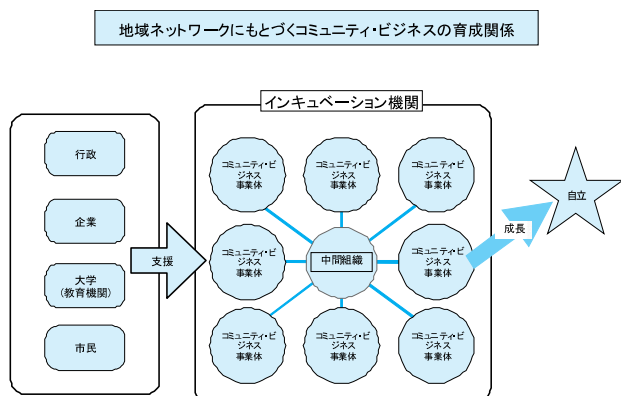 地域ネットワークにもとづくコミュニティ・ビジネスの育成関係
インキュベーション機関
行政
企業
大学
(教育機関)
市民
支援
コミュニティ・ビ
ジネス
事業体
コミュニティ・ビ
ジネス
事業体
コミュニティ・ビ
ジネス
事業体
コミュニティ・ビ
ジネス
事業体
中間組織
コミュニティ・ビ
ジネス
事業体
コミュニティ・ビ
ジネス
事業体
コミュニティ・ビ
ジネス
事業体
コミュニティ・ビ
ジネス
事業体
成長
自立